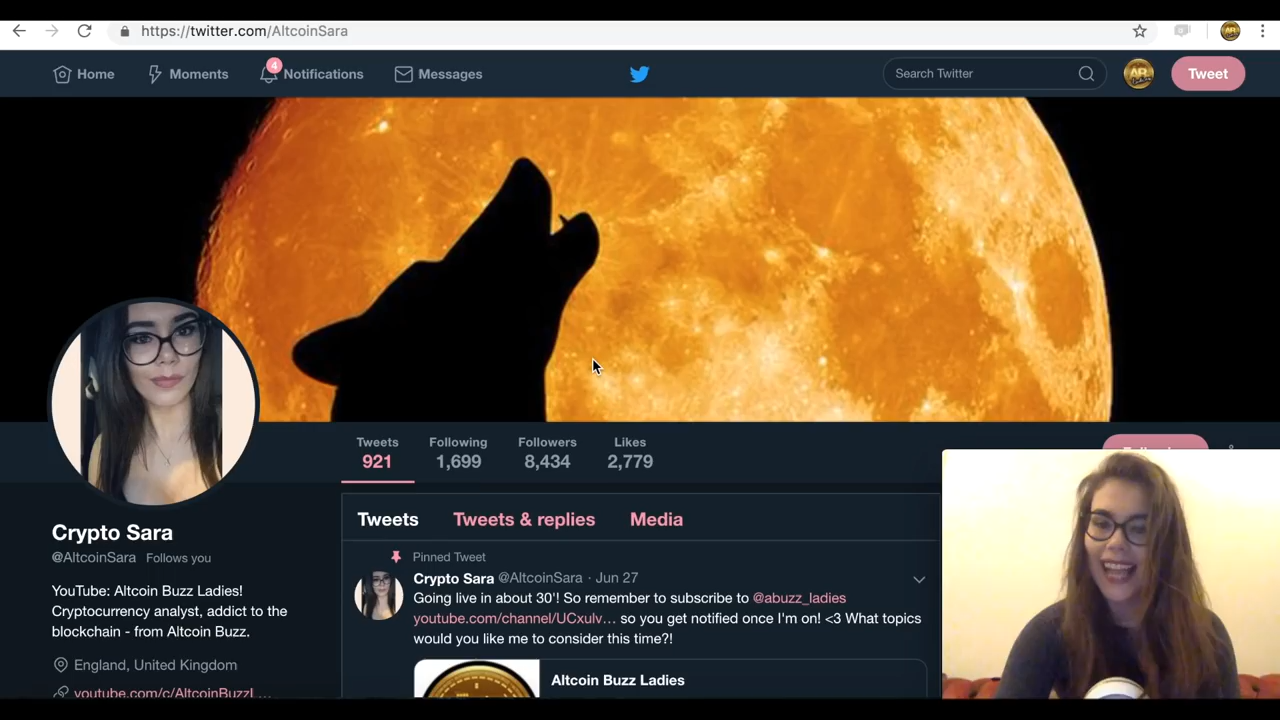 https://twitter.com/AltcoinSara
Home
Moments
4
Notifications
Messages
Search Twitter
Tweet
Tweets
Following
Followers
Likes
921
1,699
8,434
2,779
Crypto Sara
@AltcoinSara Follows you
YouTube: Altcoin Buzz Ladies!
Cryptocurrency analyst, addict to the
blockchain - from Altcoin Buzz.
England, United Kingdom
youtube.com/c/AltcoinBuzzL...
Tweets
Tweets & replies
Media
Pinned Tweet
Crypto Sara @AltcoinSara · Jun 27
Going live in about 30'! So remember to subscribe to @abuzz_ladies
youtube.com/channel/UCxulv... so you get notified once I'm on! <3 What topics
would you like me to consider this time?!
Altcoin Buzz Ladies